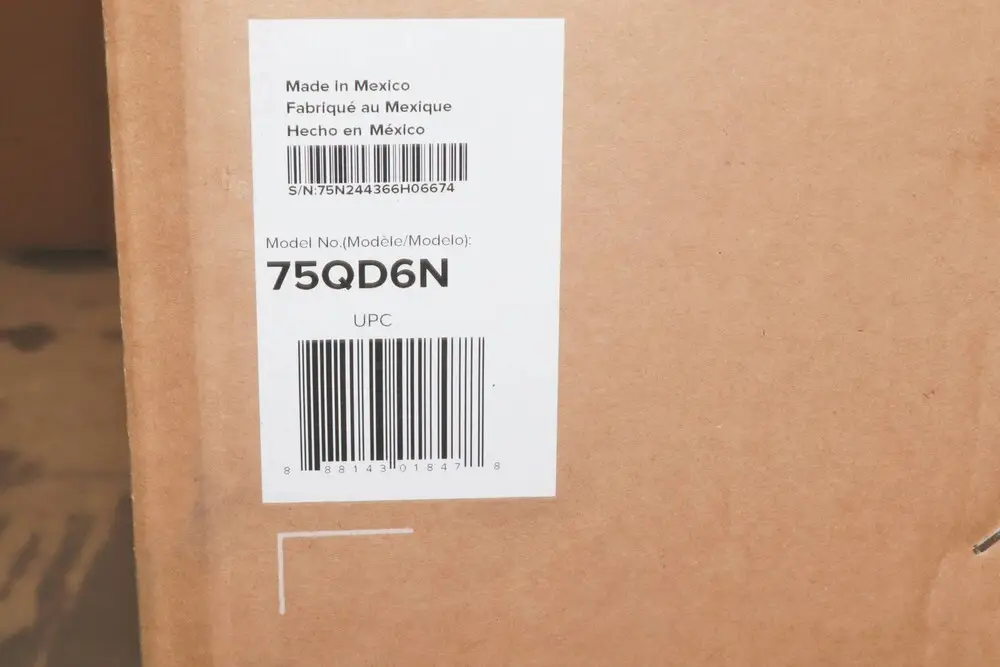 Made in Mexico
Fabriqué au Mexique
Hecho en México
S/N:75N244366H06674
Model No.(Modèle/Modelo):
75QD6N
UPC
8 88143 01847 8